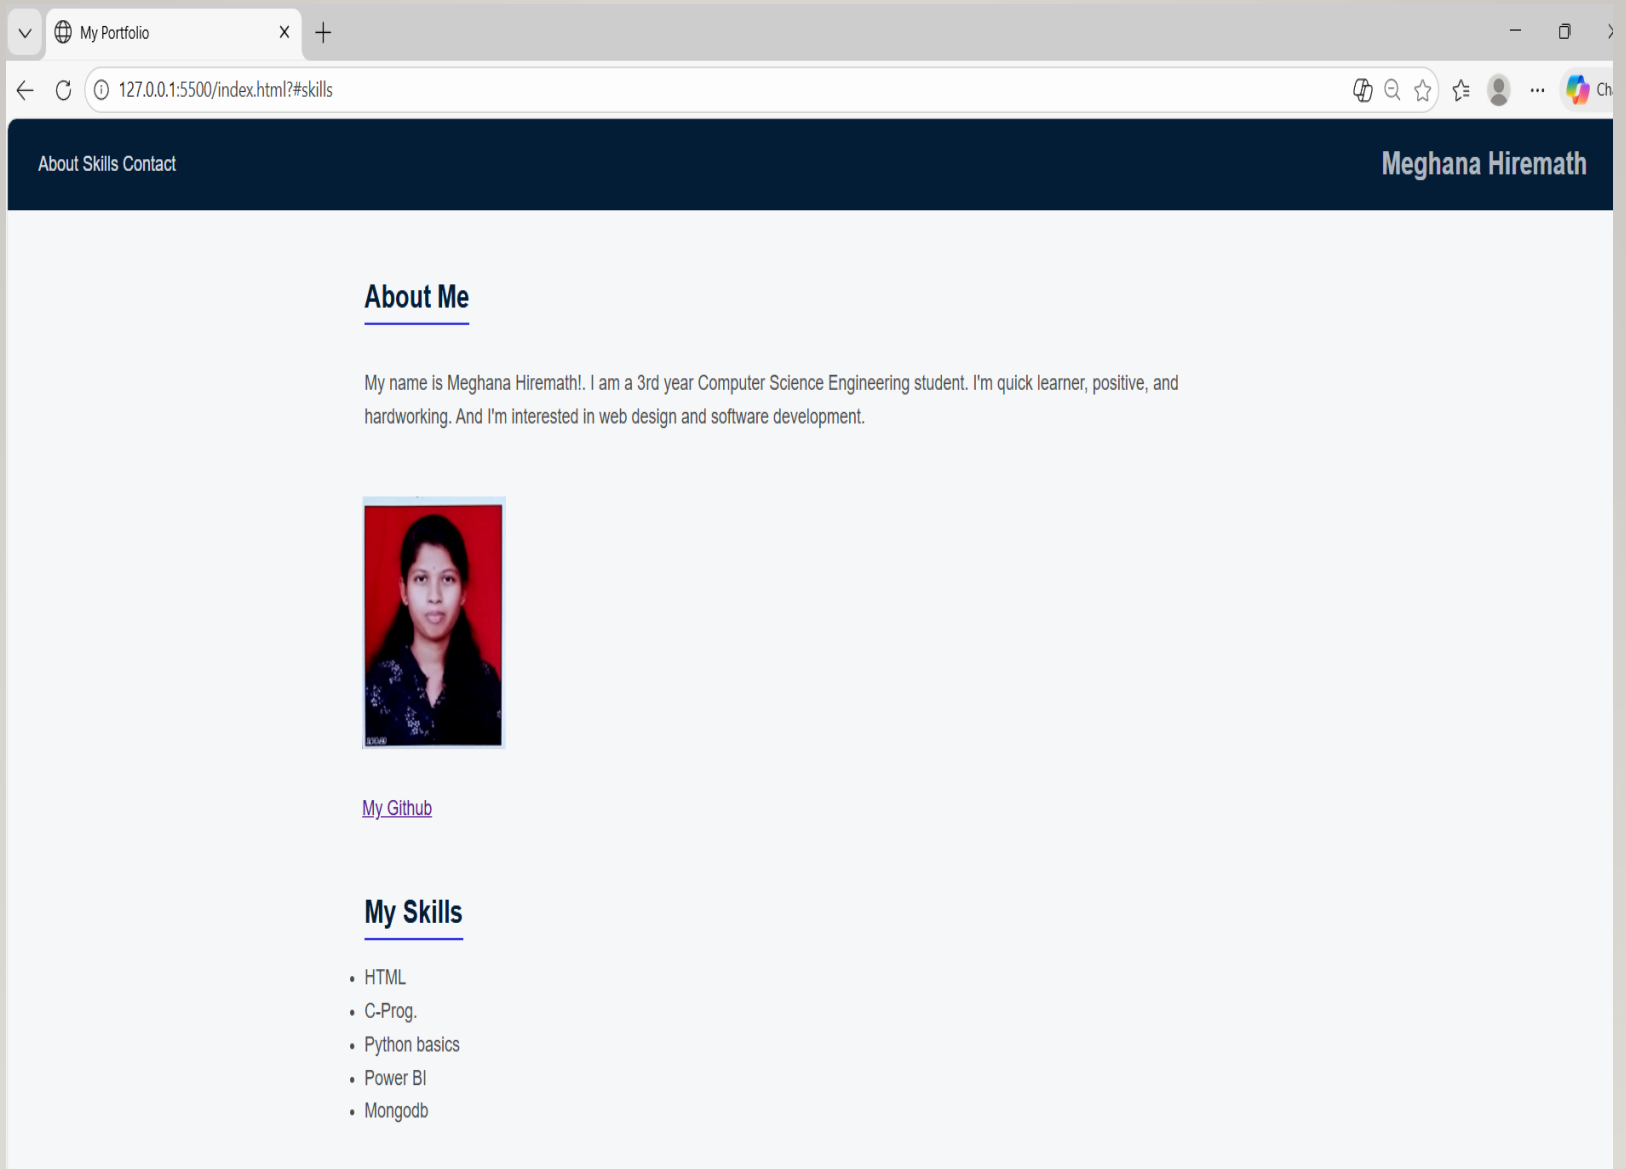 My Portfolio
127.0.0.1:5500/index.html?#skills
About Skills Contact
Meghana Hiremath
About Me
My name is Meghana Hiremath!. I am a 3rd year Computer Science Engineering student. I'm quick learner, positive, and
hardworking. And I'm interested in web design and software development.
My Github
My Skills
• HTML
• C-Prog.
• Python basics
• Power BI
• Mongodb